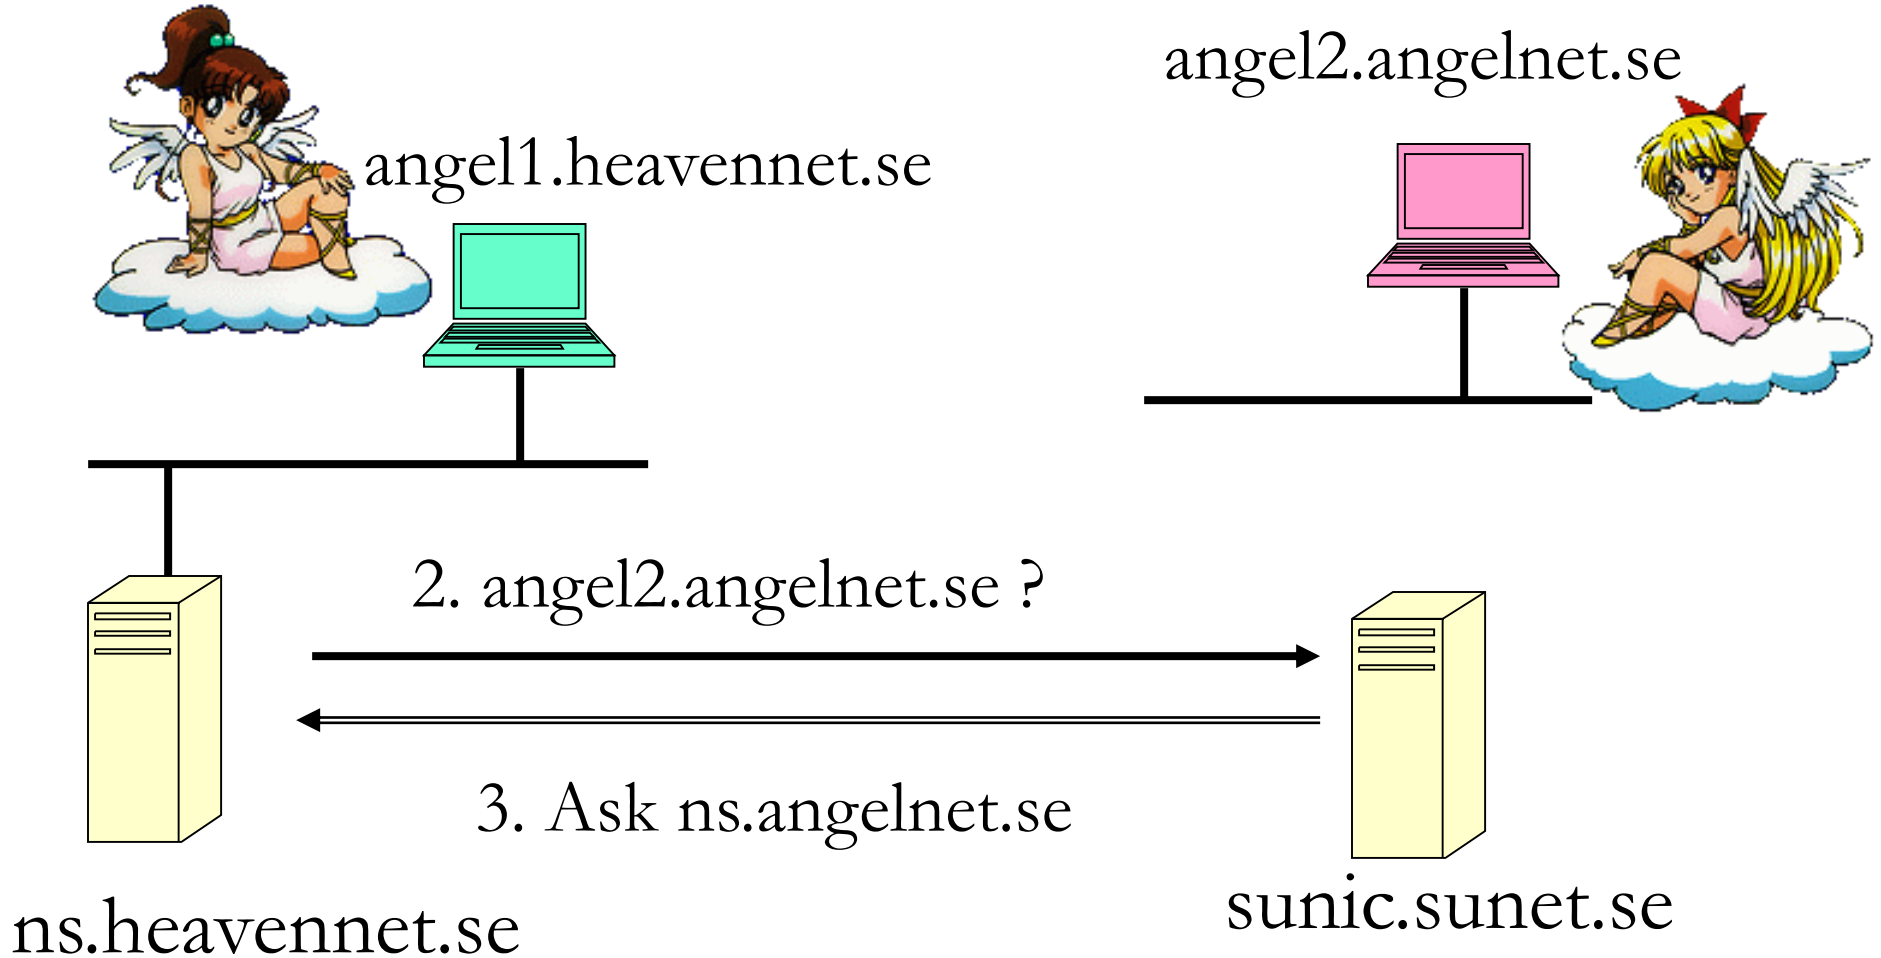 angel2.angelnet.se
angel1.heavennet.se
2. angel2.angelnet.se ?
3. Ask ns.angelnet.se
sunic.sunet.se
ns.heavennet.se